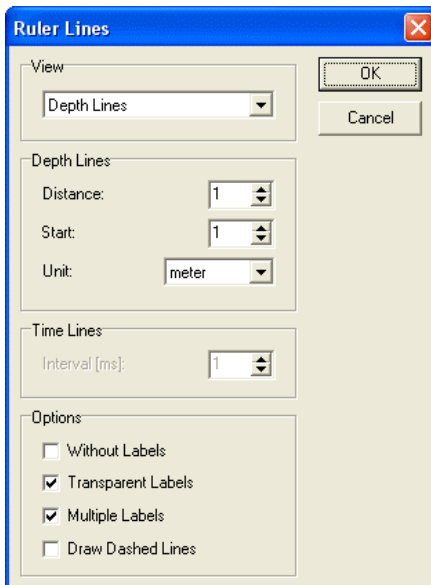 Ruler Lines
View
Depth Lines
OK
Cancel
Depth Lines
Distance: 1
Start: 1
Unit: meter
Time Lines
Interval [ms]: 1
Options
Without Labels
Transparent Labels
Multiple Labels
Draw Dashed Lines